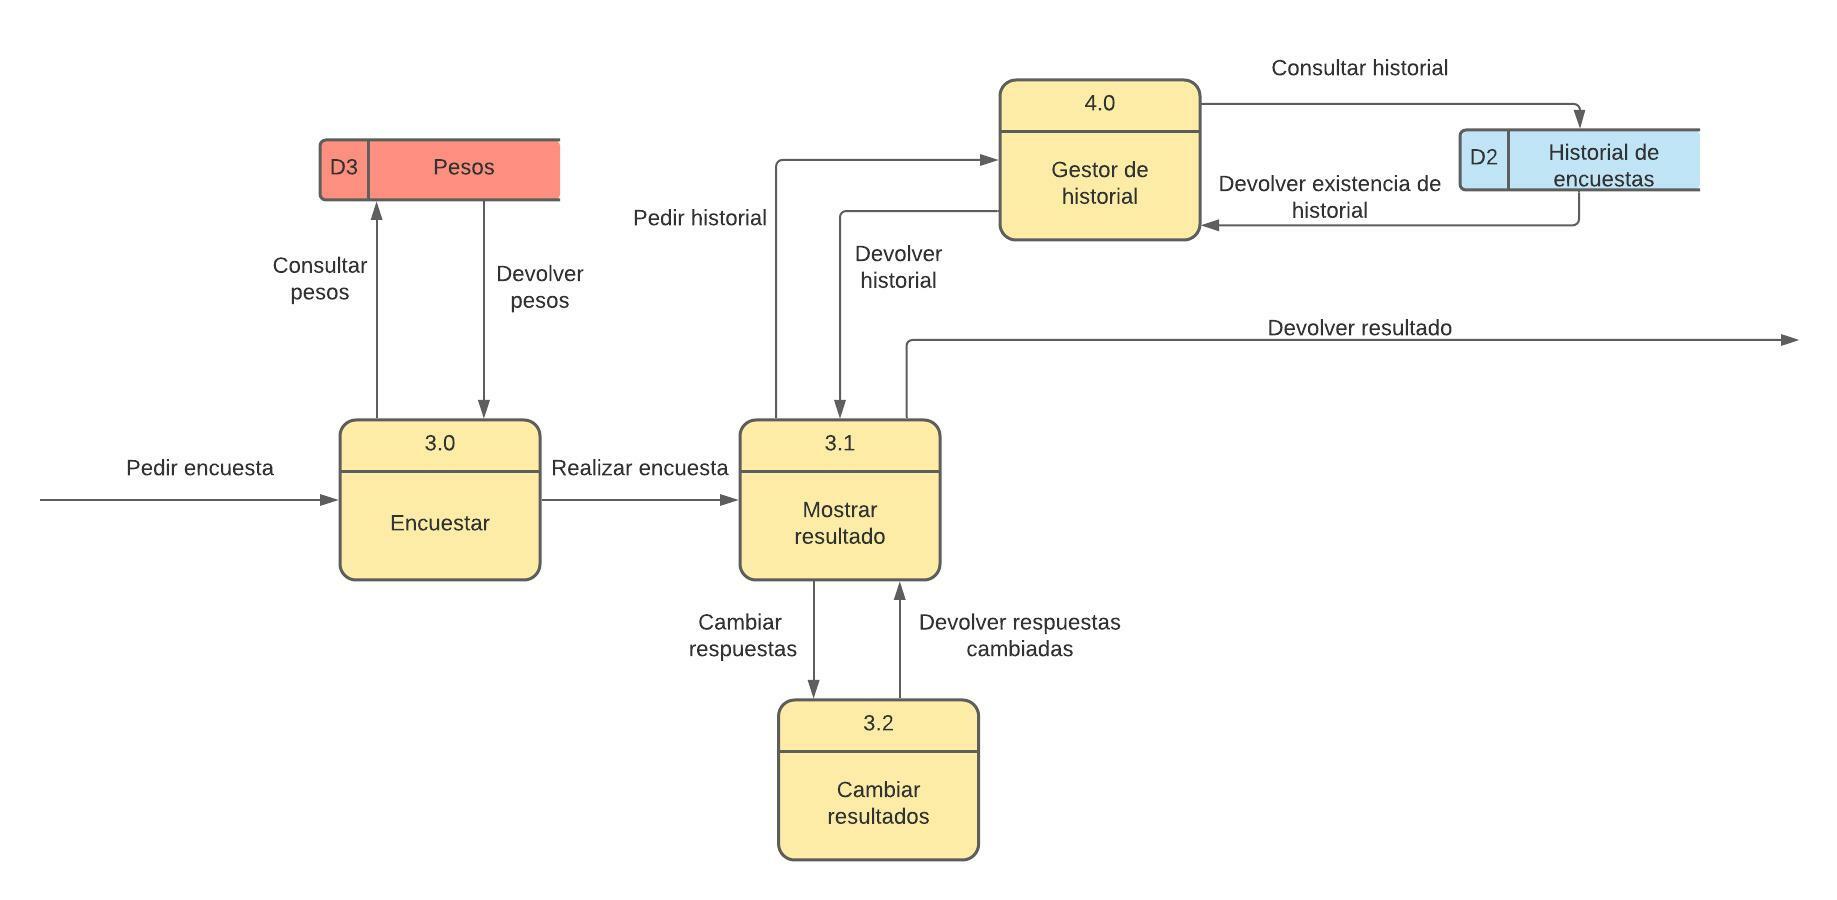 Consultar historial
4.0
D2
Historial de
encuestas
D3
Pesos
Gestor de
historial
Devolver existencia de
historial
Pedir historial
Devolver
historial
Consultar
pesos
Devolver
pesos
Devolver resultado
3.0
3.1
Pedir encuesta
Realizar encuesta
Encuestar
Mostrar
resultado
Cambiar
respuestas
Devolver respuestas
cambiadas
3.2
Cambiar
resultados